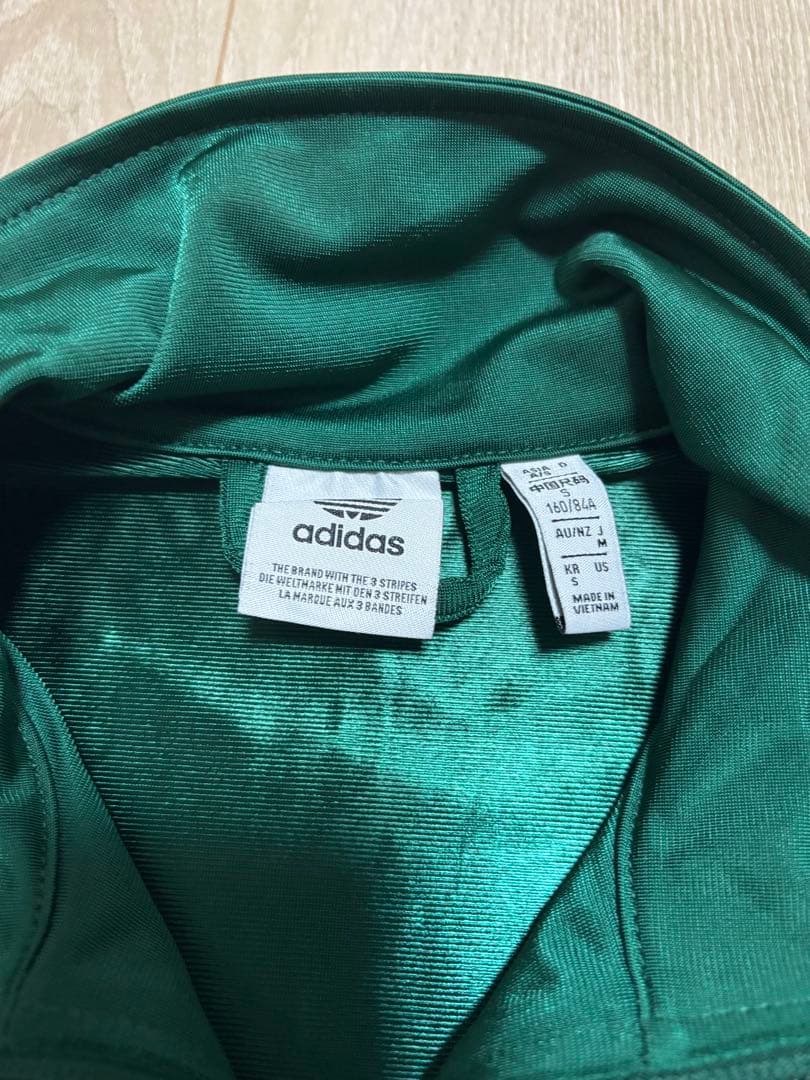 adidas
THE BRAND WITH THE 3 STRIPES
DIE WELTMARKE MIT DEN 3 STREIFEN
LA MARQUE AUX 3 BANDES
ASIA D
A/S
中国尺码
S
160/84A
AU/NZ J
M
KR US
S
MADE IN
VIETNAM